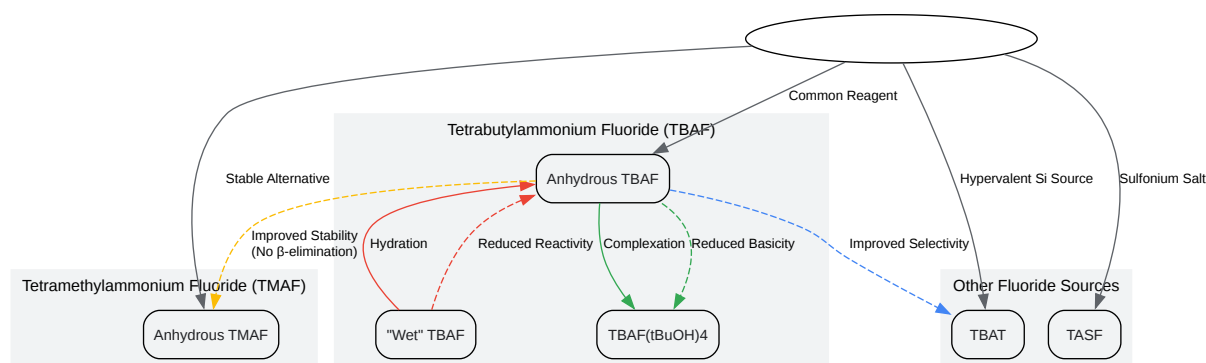 Common Reagent
Tetrabutylammonium Fluoride (TBAF)
Stable Alternative
Anhydrous TBAF
Hypervalent Si Source
Sulfonium Salt
Improved Stability
(No β-elimination)
Hydration
Reduced Reactivity
Complexation
Reduced Basicity
Improved Selectivity
Tetramethylammonium Fluoride (TMAF)
Other Fluoride Sources
Anhydrous TMAF
"Wet" TBAF
TBAF(tBuOH)4
TBAT
TASF